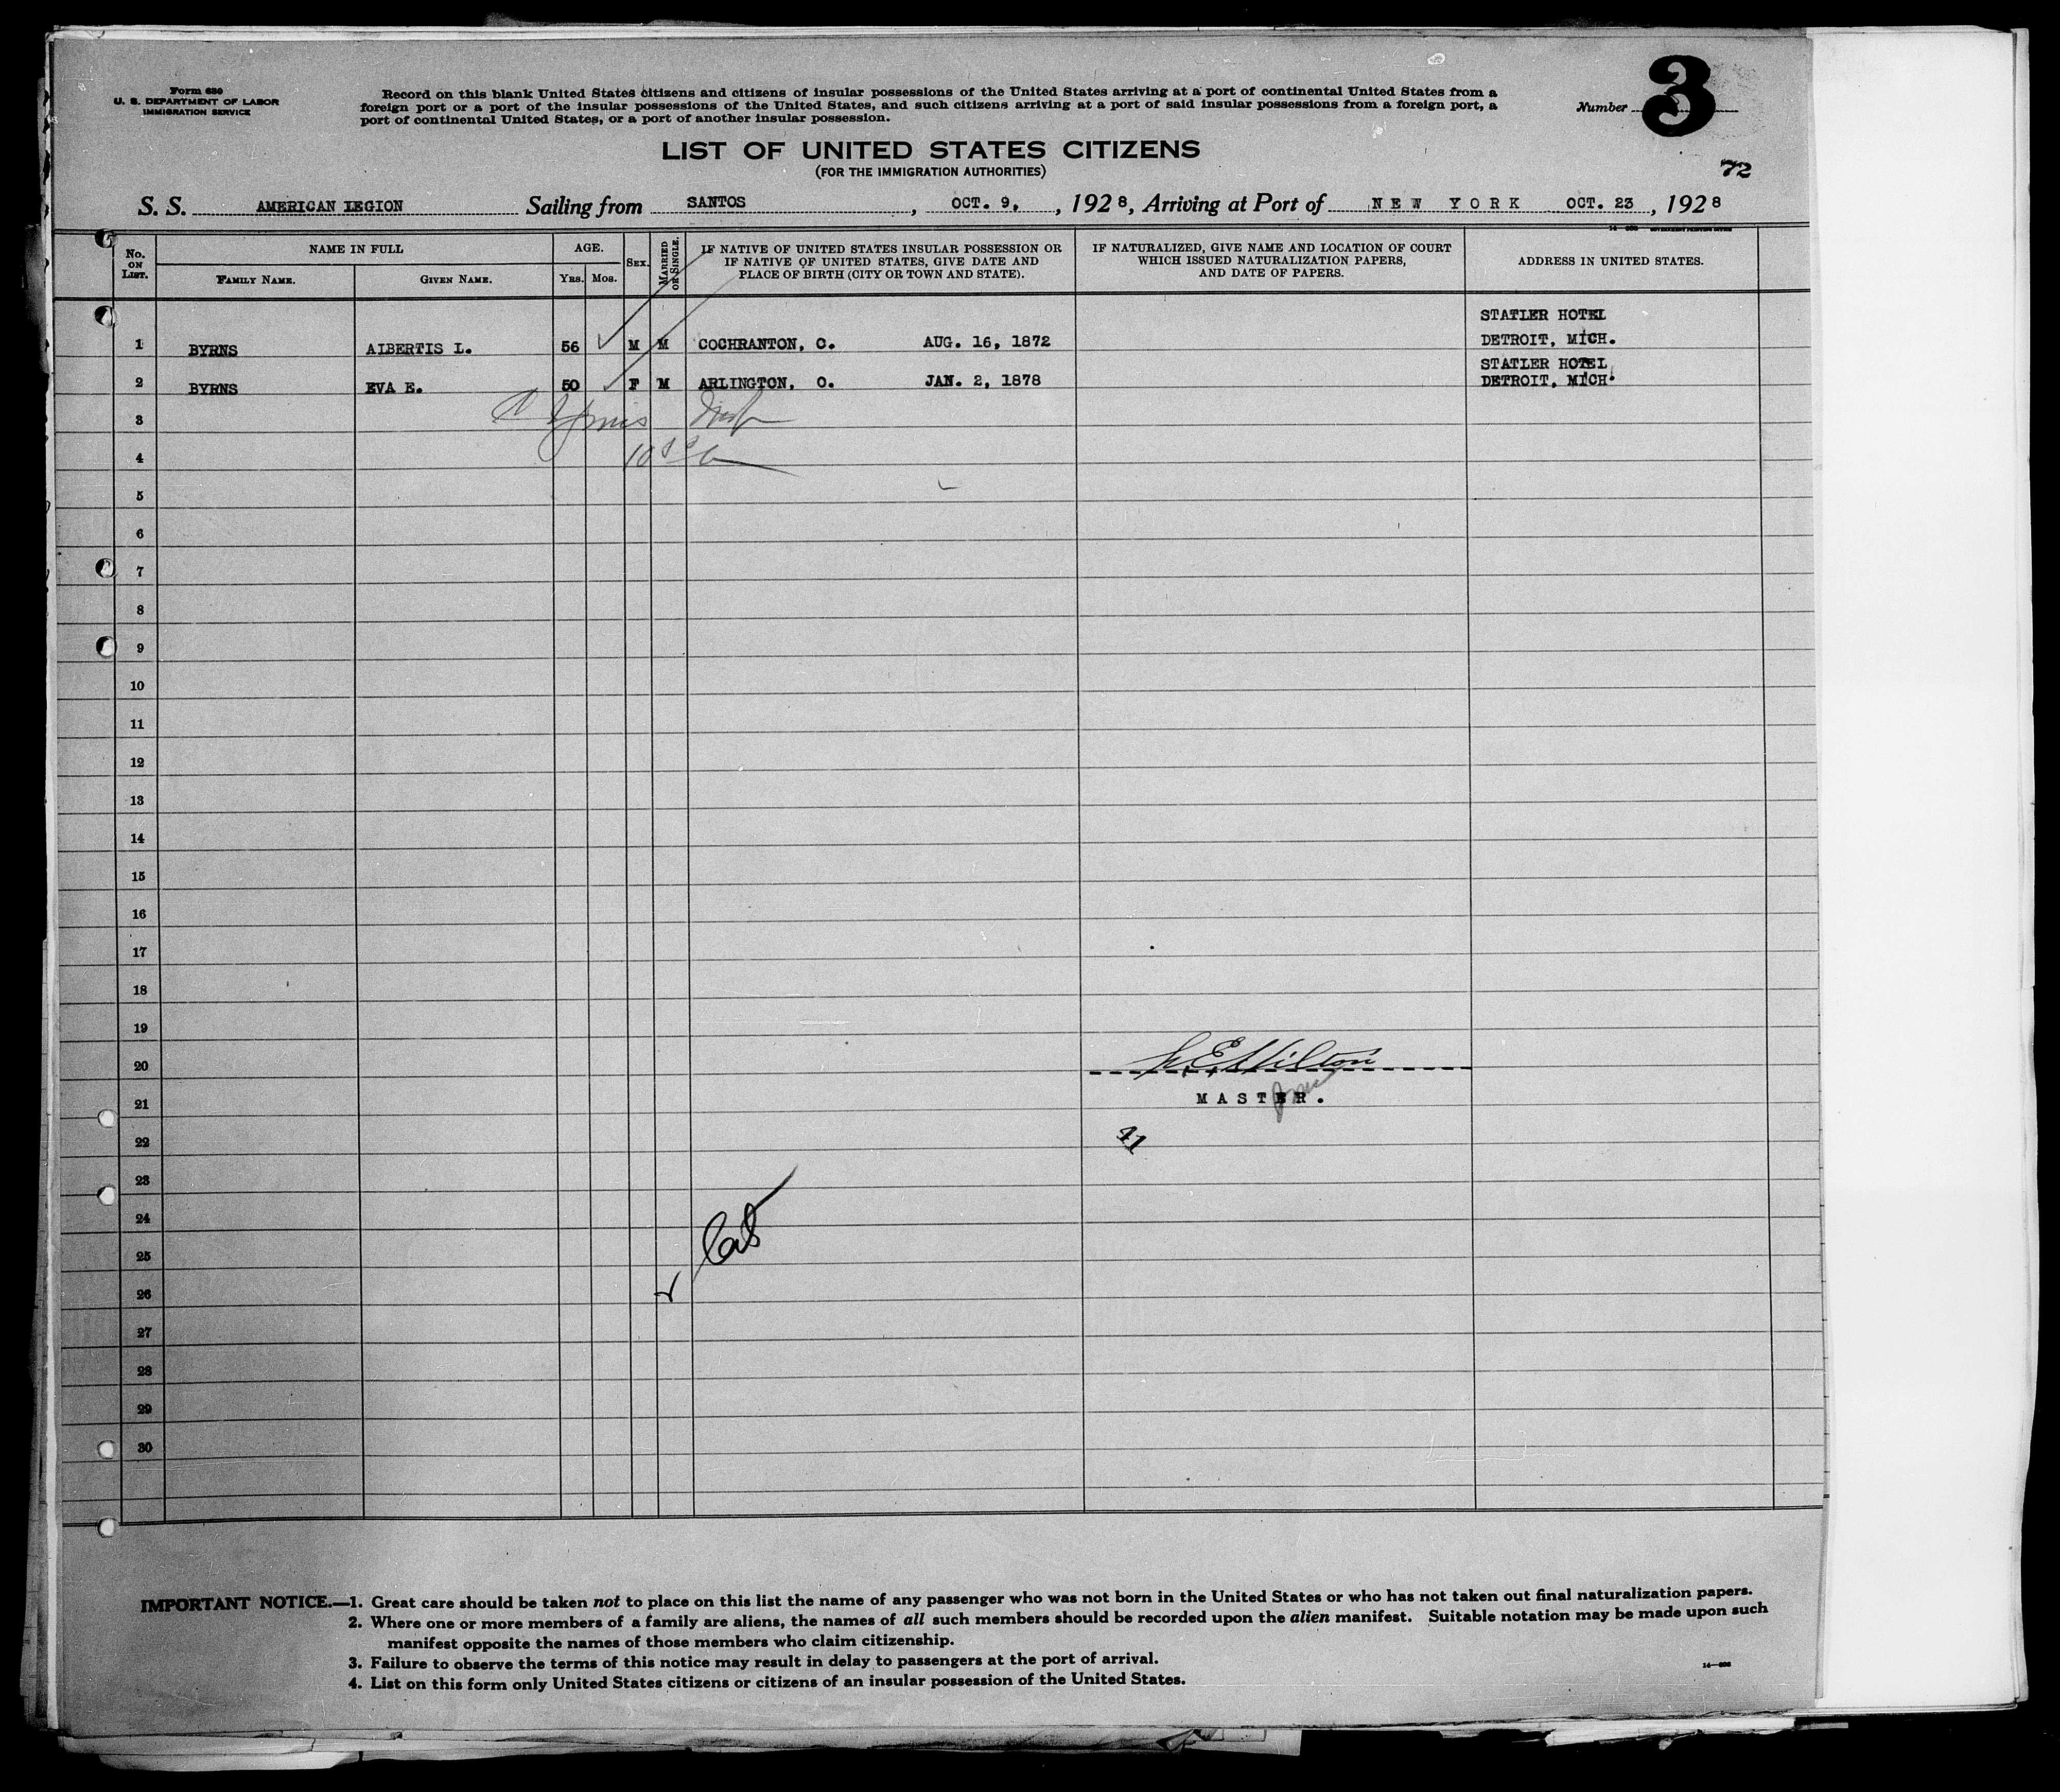 Form 630
U. S. DEPARTMENT OF LABOR
IMMIGRATION SERVICE
Record on this blank United States citizens and citizens of insular possessions of the United States arriving at a port of continental United States from a
foreign port or a port of the insular possessions of the United States, and such citizens arriving at a port of said insular possessions from a foreign port, a
port of continental United States, or a port of another insular possession.
Number 3
LIST OF UNITED STATES CITIZENS
(FOR THE IMMIGRATION AUTHORITIES)
72
S. S. AMERICAN LEGION Sailing from SANTOS, OCT. 9, , 1928, Arriving at Port of NEW YORK OCT. 23, 1928
No. ON LIST.
NAME IN FULL
FAMILY NAME.
GIVEN NAME.
AGE.
YRS. MOS.
SEX.
MARRIED OR SINGLE.
IF NATIVE OF UNITED STATES INSULAR POSSESSION OR
IF NATIVE OF UNITED STATES, GIVE DATE AND
PLACE OF BIRTH (CITY OR TOWN AND STATE).
IF NATURALIZED, GIVE NAME AND LOCATION OF COURT
WHICH ISSUED NATURALIZATION PAPERS,
AND DATE OF PAPERS.
ADDRESS IN UNITED STATES.
STATLER HOTEL
1 BYRNS ALBERTIS L. 56 M M COCHRANTON, O. AUG. 16, 1872 DETROIT, MICH.
STATLER HOTEL
2 BYRNS EVA E. 50 F M ARLINGTON, O. JAN. 2, 1878 DETROIT, MICH.
3
4
5
6
7
8
9
10
11
12
13
14
15
16
17
18
19
20
21 MASTER.
22 41
23
24
25
26
27
28
29
30
IMPORTANT NOTICE.—1. Great care should be taken not to place on this list the name of any passenger who was not born in the United States or who has not taken out final naturalization papers.
2. Where one or more members of a family are aliens, the names of all such members should be recorded upon the alien manifest. Suitable notation may be made upon such
manifest opposite the names of those members who claim citizenship.
3. Failure to observe the terms of this notice may result in delay to passengers at the port of arrival.
4. List on this form only United States citizens or citizens of an insular possession of the United States.